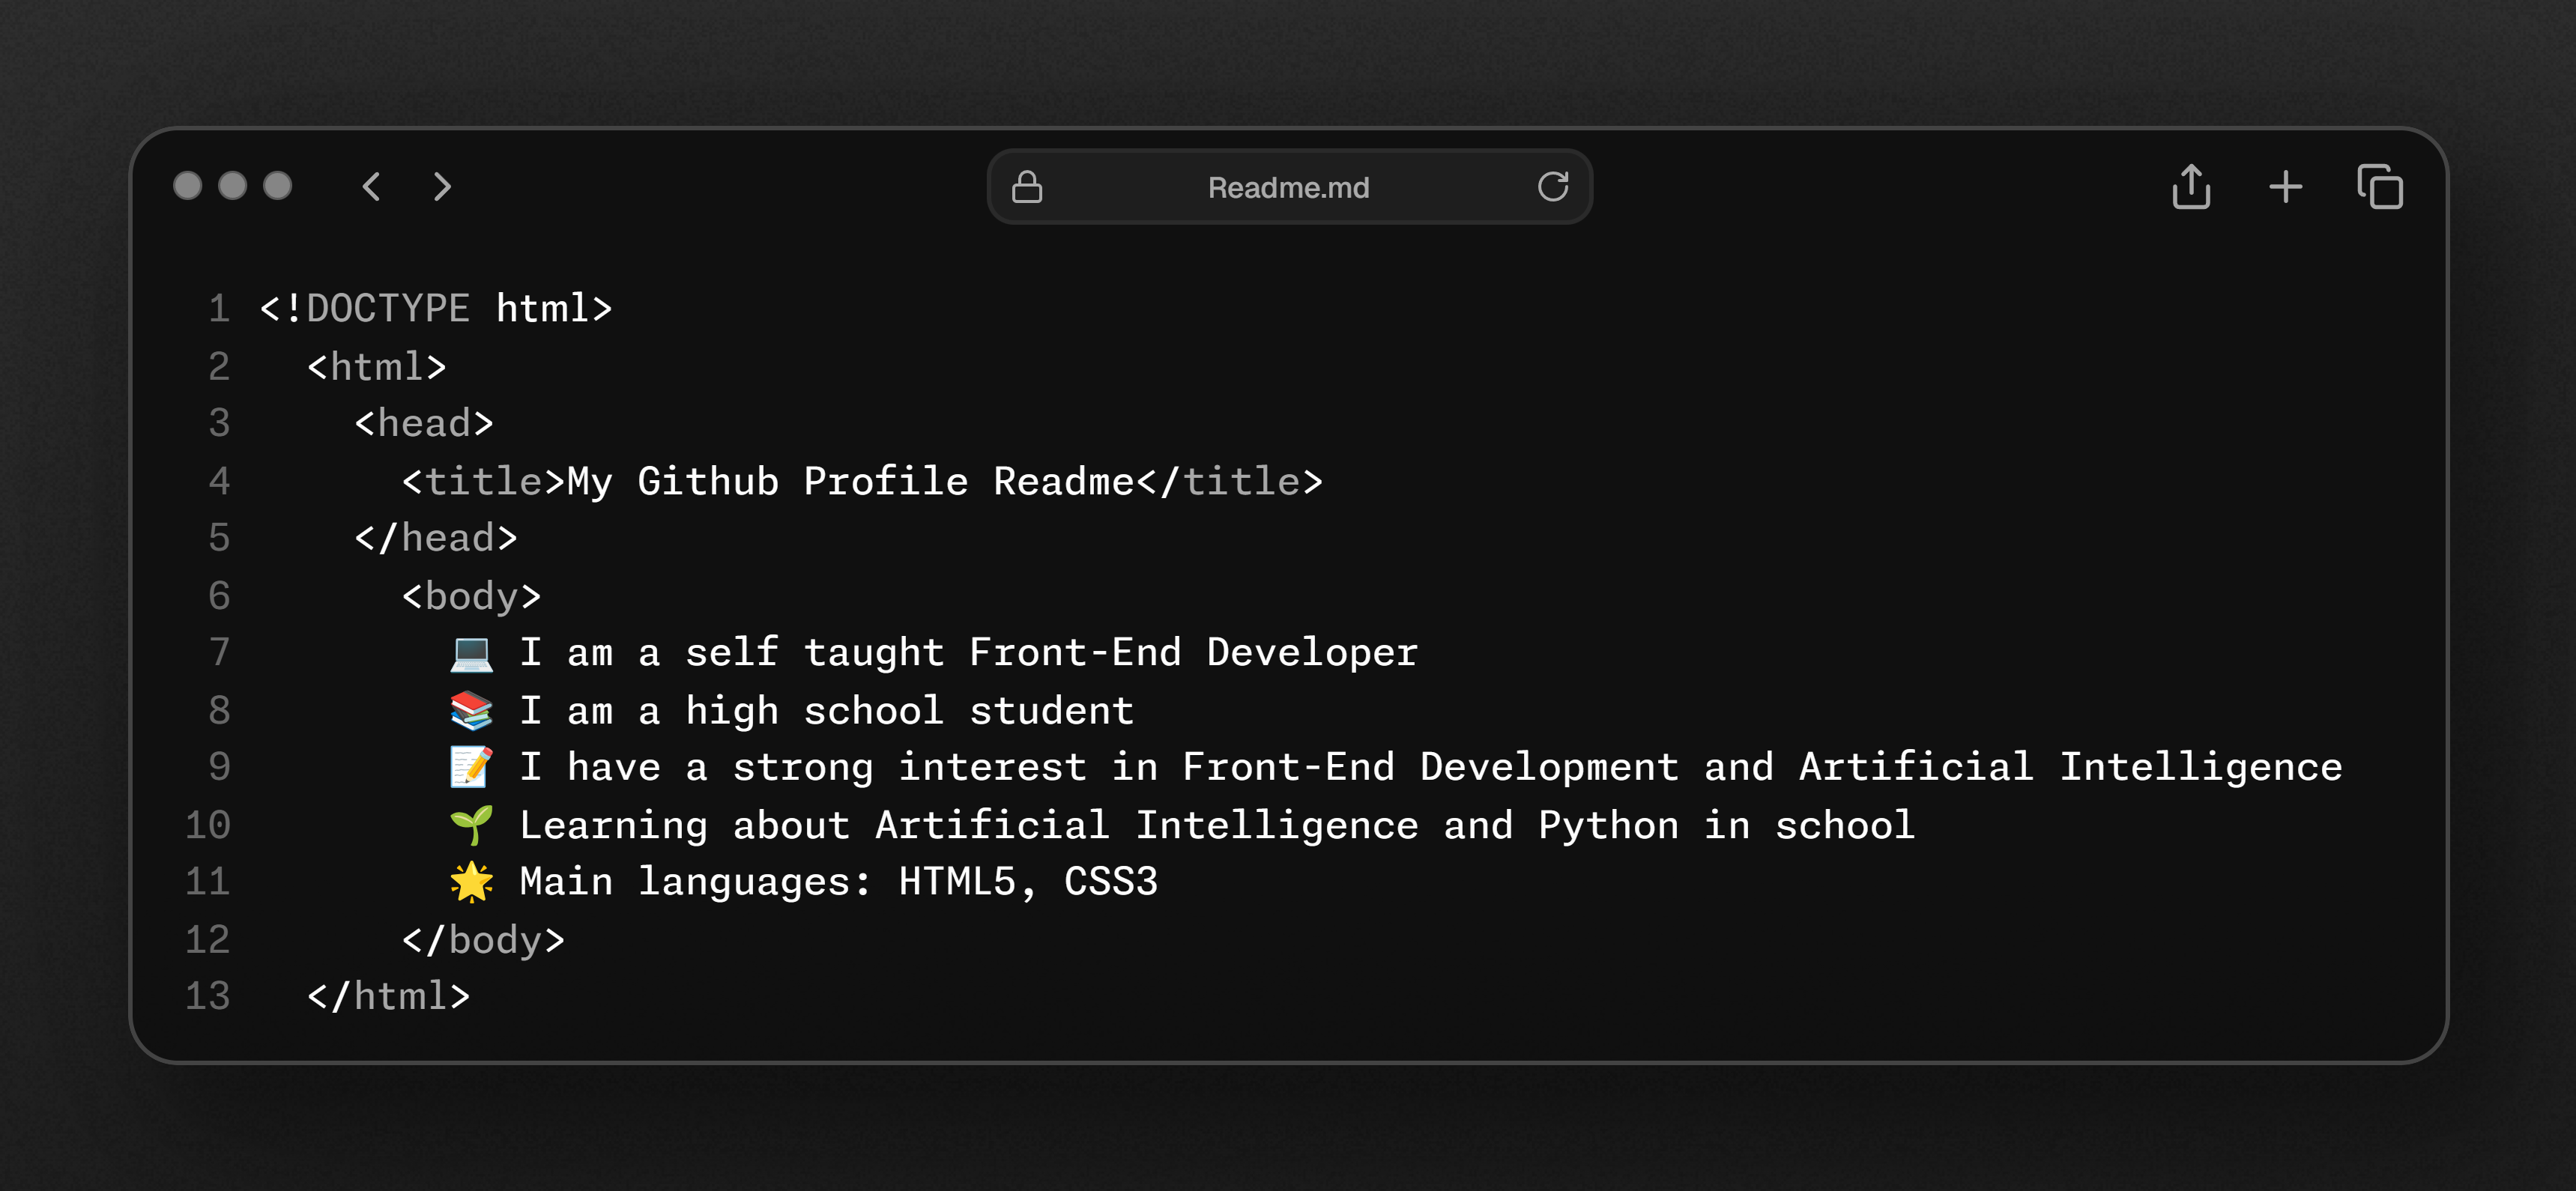 Readme.md
1 <!DOCTYPE html>
2   <html>
3     <head>
4       <title>My Github Profile Readme</title>
5     </head>
6       <body>
7         💻 I am a self taught Front-End Developer
8         📚 I am a high school student
9         📝 I have a strong interest in Front-End Development and Artificial Intelligence
10         🌱 Learning about Artificial Intelligence and Python in school
11         🌟 Main languages: HTML5, CSS3
12       </body>
13   </html>